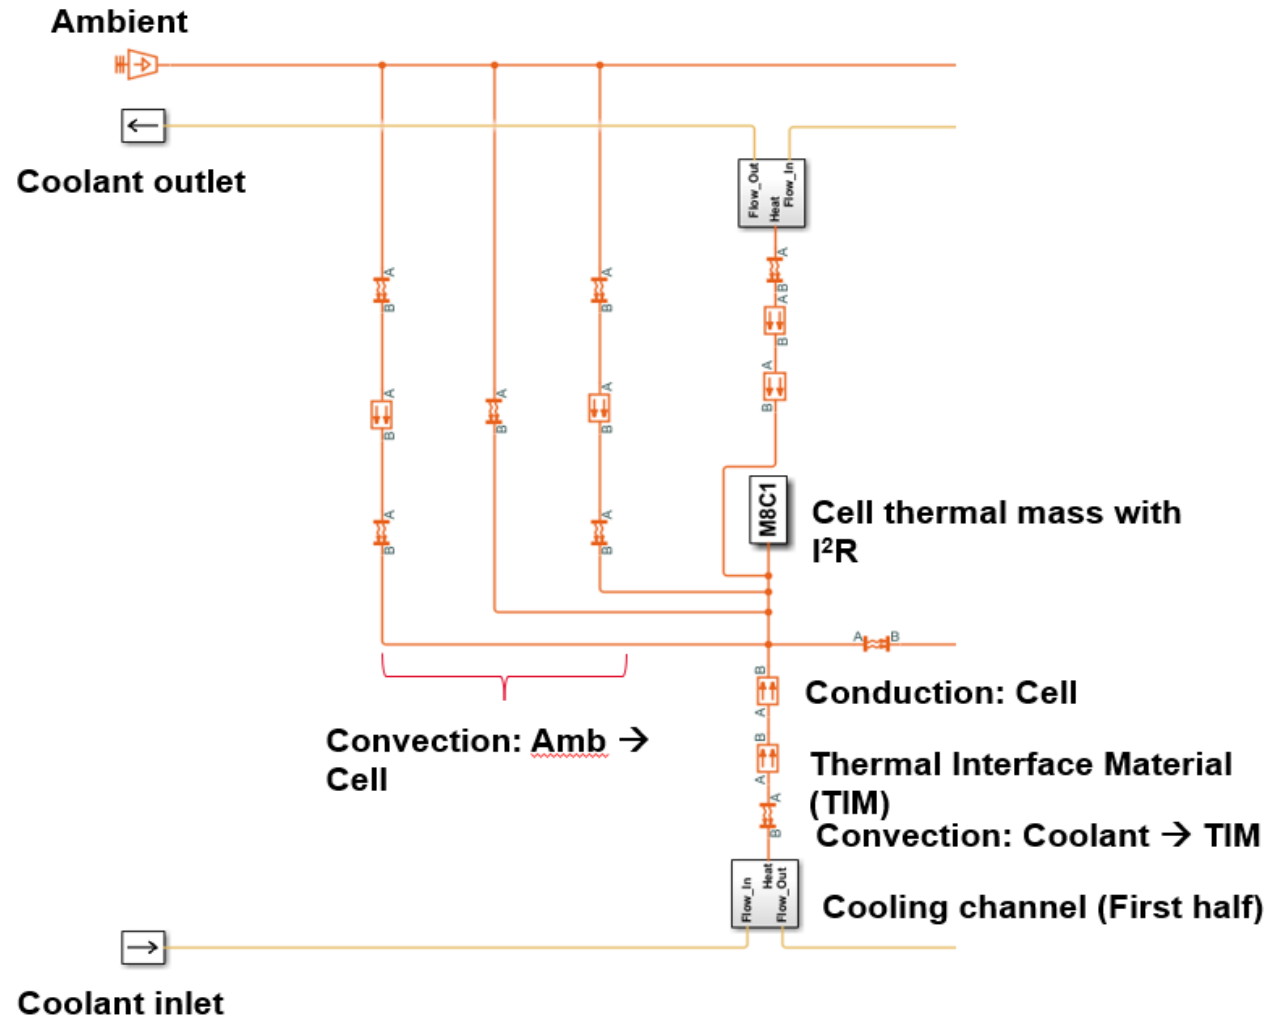 Ambient
Coolant outlet
Flow_Out
Heat
Flow_In
A
B
A
B
A
B
A
B
A
B
A
B
A
B
A
B
A
B
A
B
M8C1
Cell thermal mass with
I²R
A B
B
A
Conduction: Cell
Convection: Amb →
Cell
B
A
Thermal Interface Material
(TIM)
A
B
Convection: Coolant → TIM
Flow_In
Heat
Flow_Out
Cooling channel (First half)
Coolant inlet